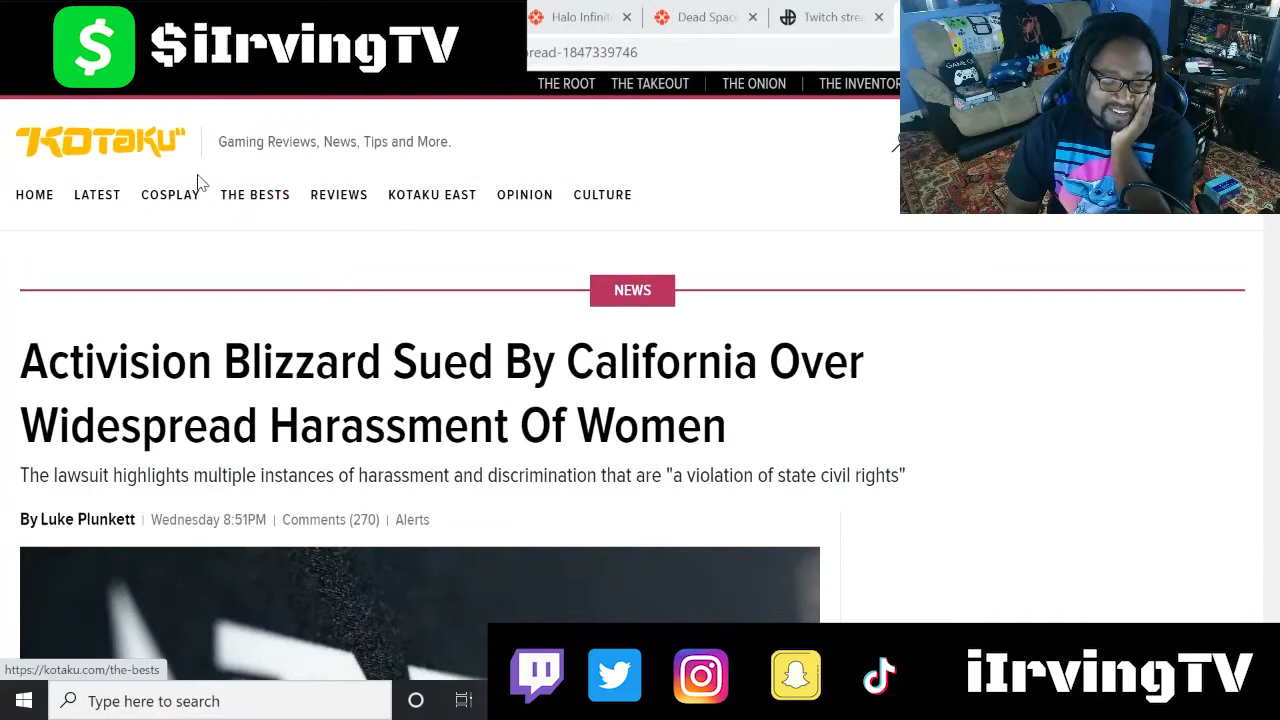 $iIrvingTV
Halo Infinit
Dead Space
Twitch strea
pread-1847339746
THE ROOT THE TAKEOUT THE ONION THE INVENTOR
"KOTAKU"
Gaming Reviews, News, Tips and More.
HOME LATEST COSPLAY THE BESTS REVIEWS KOTAKU EAST OPINION CULTURE
NEWS
Activision Blizzard Sued By California Over
Widespread Harassment Of Women
The lawsuit highlights multiple instances of harassment and discrimination that are "a violation of state civil rights"
By Luke Plunkett Wednesday 8:51PM Comments (270) Alerts
https://kotaku.com/the-bests
Type here to search
iIrvingTV